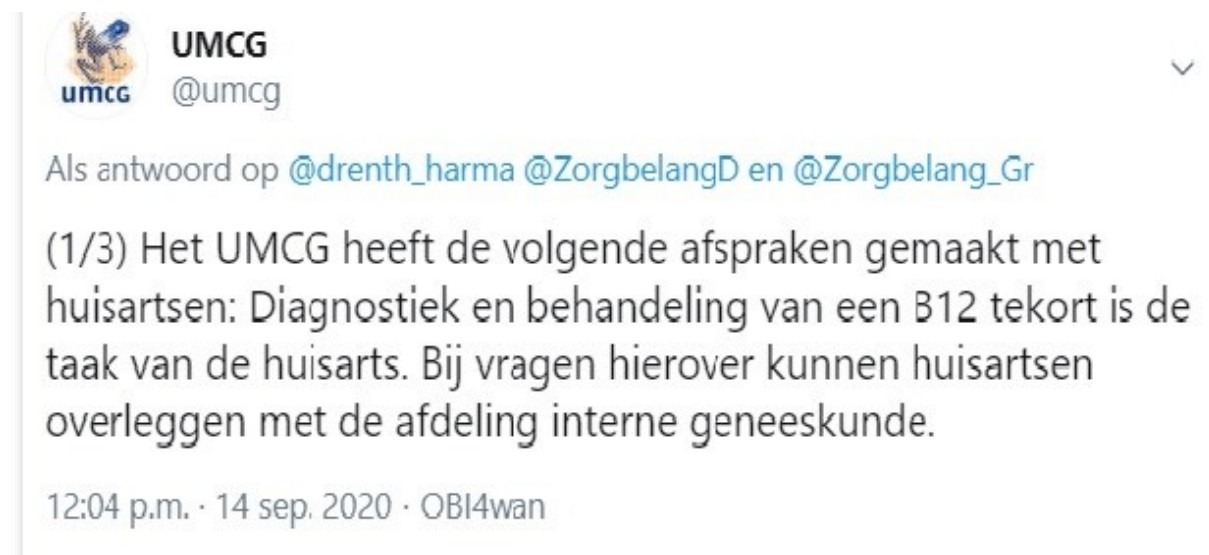 UMCG
umcg
@umcg
Als antwoord op @drenth_harma @ZorgbelangD en @Zorgbelang_Gr
(1/3) Het UMCG heeft de volgende afspraken gemaakt met
huisartsen: Diagnostiek en behandeling van een B12 tekort is de
taak van de huisarts. Bij vragen hierover kunnen huisartsen
overleggen met de afdeling interne geneeskunde.
12:04 p.m. · 14 sep. 2020 · OBI4wan